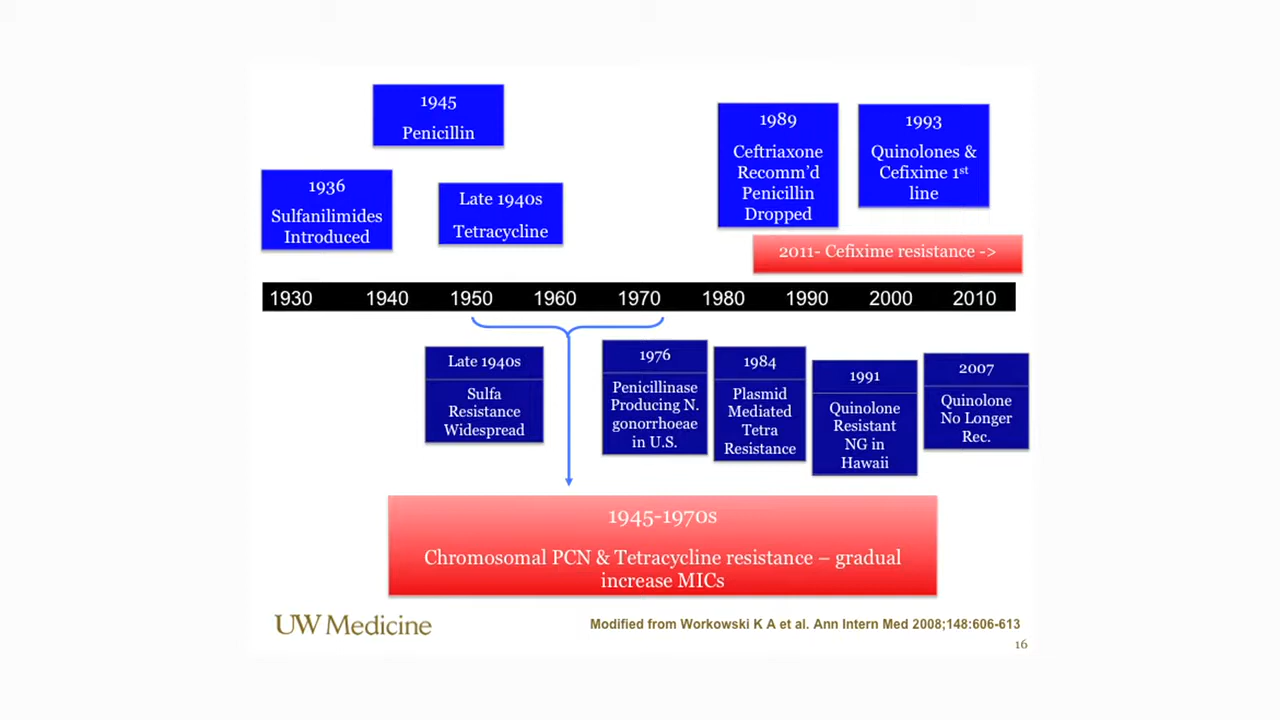 1945
Penicillin
1936
Sulfanilimides
Introduced
Late 1940s
Tetracycline
1989
Ceftriaxone
Recomm’d
Penicillin
Dropped
1993
Quinolones &
Cefixime 1st
line
2011- Cefixime resistance ->
1930 1940 1950 1960 1970 1980 1990 2000 2010
Late 1940s
Sulfa
Resistance
Widespread
1976
Penicillinase
Producing N.
gonorrhoeae
in U.S.
1984
Plasmid
Mediated
Tetra
Resistance
1991
Quinolone
Resistant
NG in
Hawaii
2007
Quinolone
No Longer
Rec.
1945-1970s
Chromosomal PCN & Tetracycline resistance – gradual
increase MICs
UW Medicine
Modified from Workowski K A et al. Ann Intern Med 2008;148:606-613
16